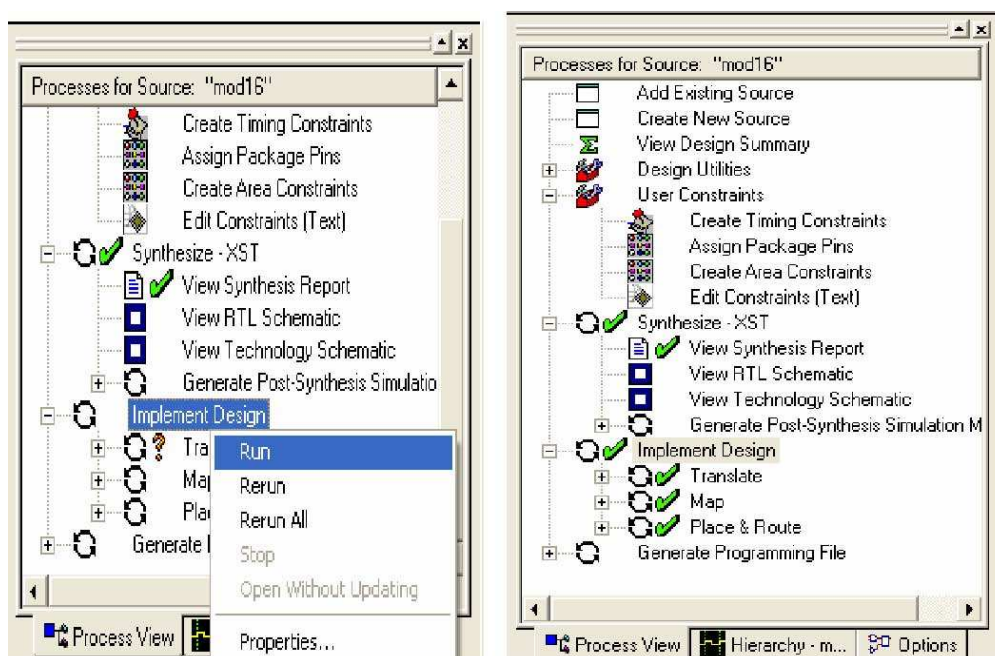 Processes for Source: "mod16"
Create Timing Constraints
Assign Package Pins
Create Area Constraints
Edit Constraints (Text)
Synthesize - XST
View Synthesis Report
View RTL Schematic
View Technology Schematic
Generate Post-Synthesis Simulatio
Implement Design
Tra
Ma
Pla
Generate
Run
Rerun
Rerun All
Stop
Open Without Updating
Properties...
Process View
Processes for Source: "mod16"
Add Existing Source
Create New Source
View Design Summary
Design Utilities
User Constraints
Create Timing Constraints
Assign Package Pins
Create Area Constraints
Edit Constraints (Text)
Synthesize - XST
View Synthesis Report
View RTL Schematic
View Technology Schematic
Generate Post-Synthesis Simulation M
Implement Design
Translate
Map
Place & Route
Generate Programming File
Process View
Hierarchy - m...
Options